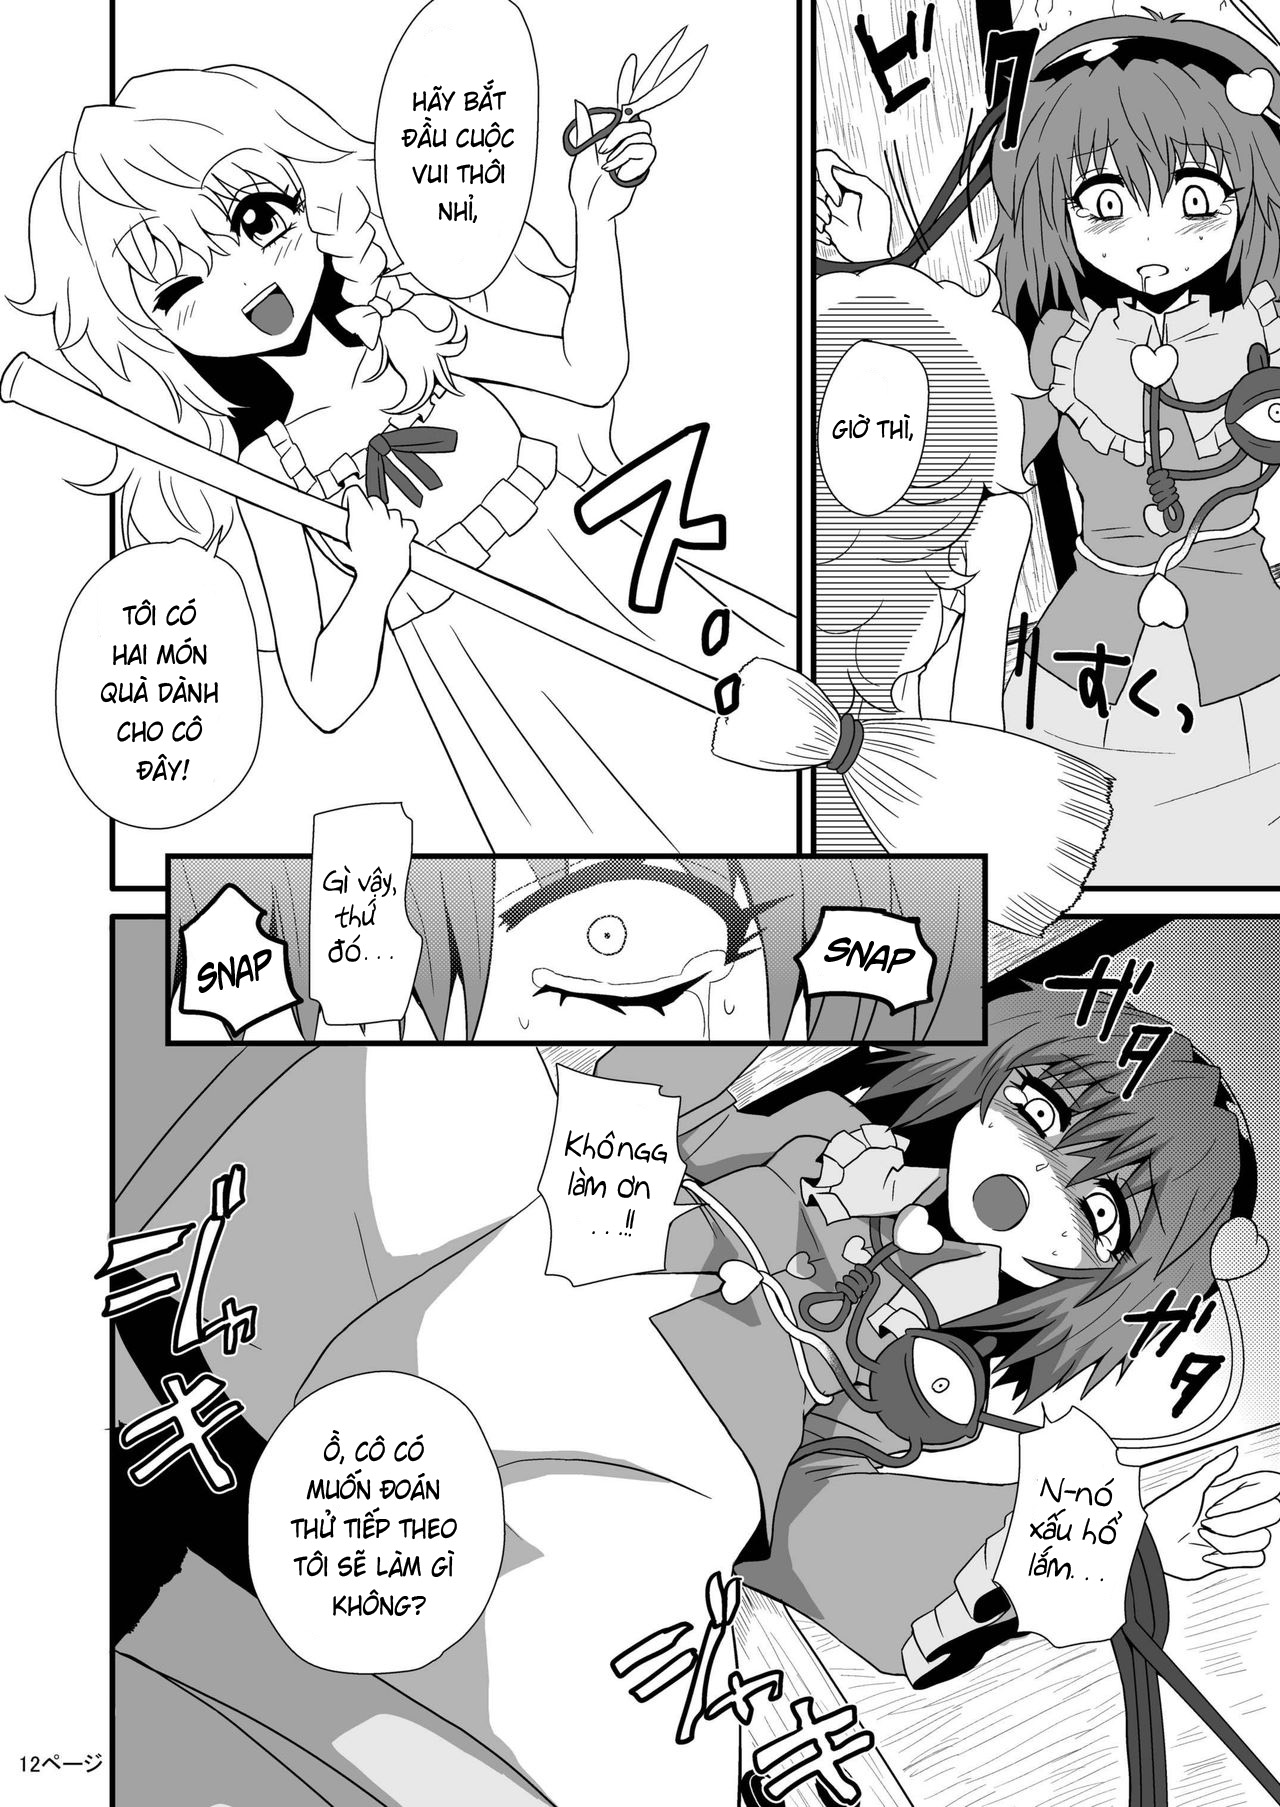 ビクッ
GIỜ THÌ,
すくっ
HÃY BẮT
ĐẦU CUỘC
VUI THÔI
NHỈ,
ス
TÔI CÓ
HAI MÓN
QUÀ DÀNH
CHO CÔ
ĐÂY!
SNAP
Gì vậy,
thứ
đó...
SNAP
ガタ
Khôngg
làm ơn
...!!
ガタ
ジャキ
N-nó
xấu hổ
lắm...
Ồ, CÔ CÓ
MUỐN ĐOÁN
THỬ TIẾP THEO
TÔI SẼ LÀM GÌ
KHÔNG?
ジャキ
12ページ